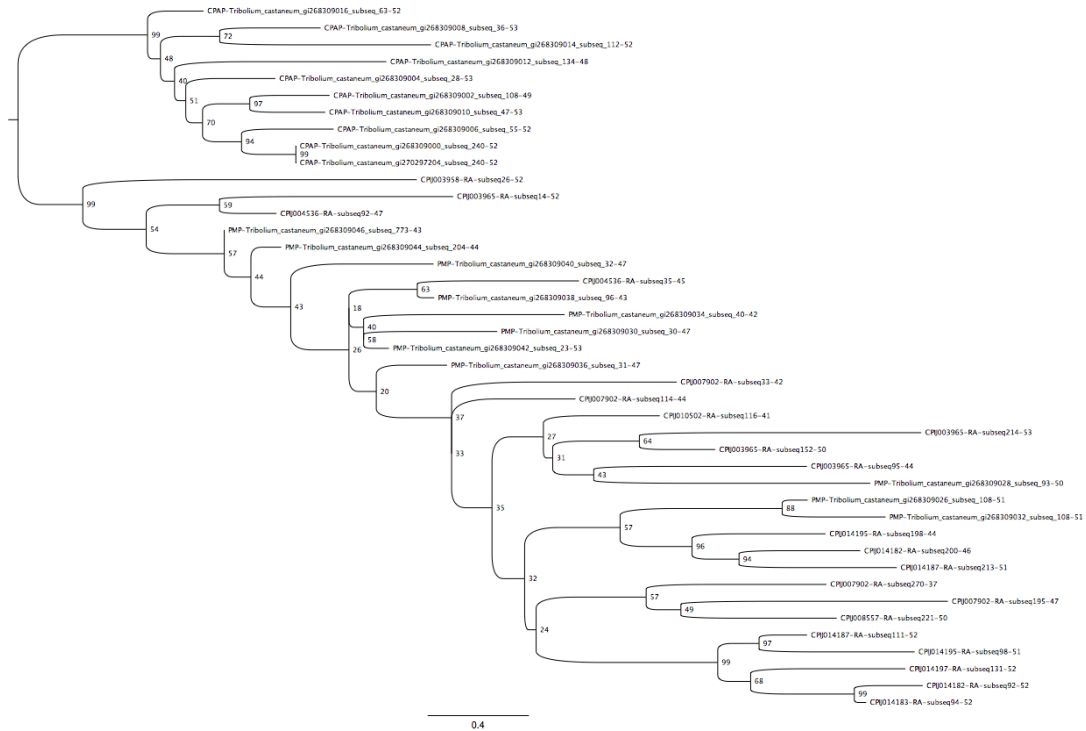 CPAP-Tribolium_castaneum_gi268309016_subseq_63-52
CPAP-Tribolium_castaneum_gi268309008_subseq_36-53
99
72
CPAP-Tribolium_castaneum_gi268309014_subseq_112-52
48
CPAP-Tribolium_castaneum_gi268309012_subseq_134-48
40
CPAP-Tribolium_castaneum_gi268309004_subseq_28-53
51
CPAP-Tribolium_castaneum_gi268309002_subseq_108-49
97
CPAP-Tribolium_castaneum_gi268309010_subseq_47-53
70
CPAP-Tribolium_castaneum_gi268309006_subseq_55-52
94
CPAP-Tribolium_castaneum_gi268309000_subseq_240-52
99
CPAP-Tribolium_castaneum_gi270297204_subseq_240-52
CPIJ003958-RA-subseq26-52
99
CPIJ003965-RA-subseq14-52
59
CPIJ004536-RA-subseq92-47
54
PMP-Tribolium_castaneum_gi268309046_subseq_773-43
57
PMP-Tribolium_castaneum_gi268309044_subseq_204-44
44
PMP-Tribolium_castaneum_gi268309040_subseq_32-47
43
CPIJ004536-RA-subseq35-45
63
PMP-Tribolium_castaneum_gi268309038_subseq_96-43
18
PMP-Tribolium_castaneum_gi268309034_subseq_40-42
40
PMP-Tribolium_castaneum_gi268309030_subseq_30-47
58
PMP-Tribolium_castaneum_gi268309042_subseq_23-53
26
PMP-Tribolium_castaneum_gi268309036_subseq_31-47
20
CPIJ007902-RA-subseq33-42
37
CPIJ007902-RA-subseq114-44
33
CPIJ010502-RA-subseq116-41
27
CPIJ003965-RA-subseq214-53
64
CPIJ003965-RA-subseq152-50
31
CPIJ003965-RA-subseq95-44
43
PMP-Tribolium_castaneum_gi268309028_subseq_93-50
35
PMP-Tribolium_castaneum_gi268309026_subseq_108-51
88
PMP-Tribolium_castaneum_gi268309032_subseq_108-51
57
CPIJ014195-RA-subseq198-44
96
CPIJ014182-RA-subseq200-46
94
CPIJ014187-RA-subseq213-51
32
CPIJ007902-RA-subseq270-37
57
CPIJ007902-RA-subseq195-47
49
CPIJ008557-RA-subseq221-50
24
CPIJ014187-RA-subseq111-52
97
CPIJ014195-RA-subseq98-51
99
CPIJ014197-RA-subseq131-52
68
CPIJ014182-RA-subseq92-52
99
CPIJ014183-RA-subseq94-52
0.4